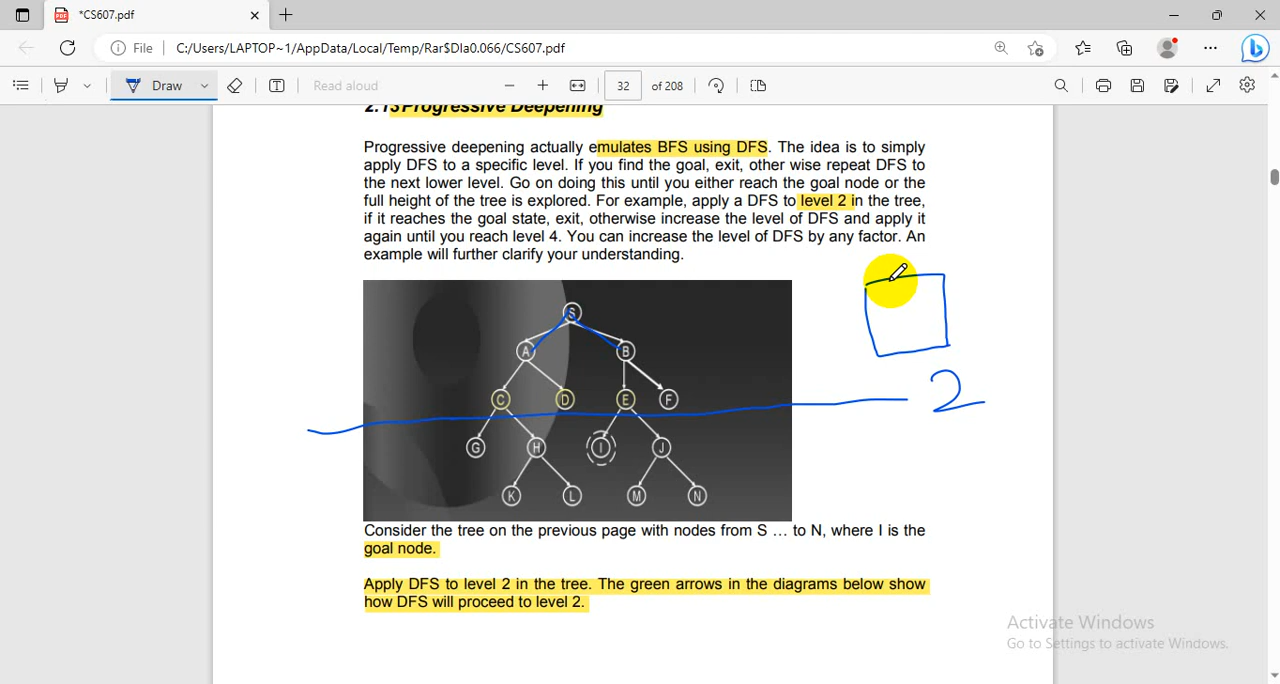 *CS607.pdf
File C:/Users/LAPTOP~1/AppData/Local/Temp/Rar$DIa0.066/CS607.pdf
Draw Read aloud 32 of 208
2.13 Progressive Deepening
Progressive deepening actually emulates BFS using DFS. The idea is to simply
apply DFS to a specific level. If you find the goal, exit, other wise repeat DFS to
the next lower level. Go on doing this until you either reach the goal node or the
full height of the tree is explored. For example, apply a DFS to level 2 in the tree,
if it reaches the goal state, exit, otherwise increase the level of DFS and apply it
again until you reach level 4. You can increase the level of DFS by any factor. An
example will further clarify your understanding.
S
A B
C D E F
2
G H I J
K L M N
Consider the tree on the previous page with nodes from S ... to N, where I is the
goal node.
Apply DFS to level 2 in the tree. The green arrows in the diagrams below show
how DFS will proceed to level 2.
Activate Windows
Go to Settings to activate Windows.